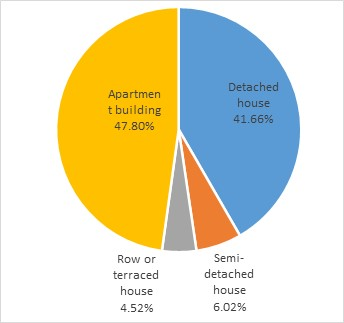 Apartmen
t building
47.80%
Detached
house
41.66%
Row or
terraced
house
4.52%
Semi-
detached
house
6.02%